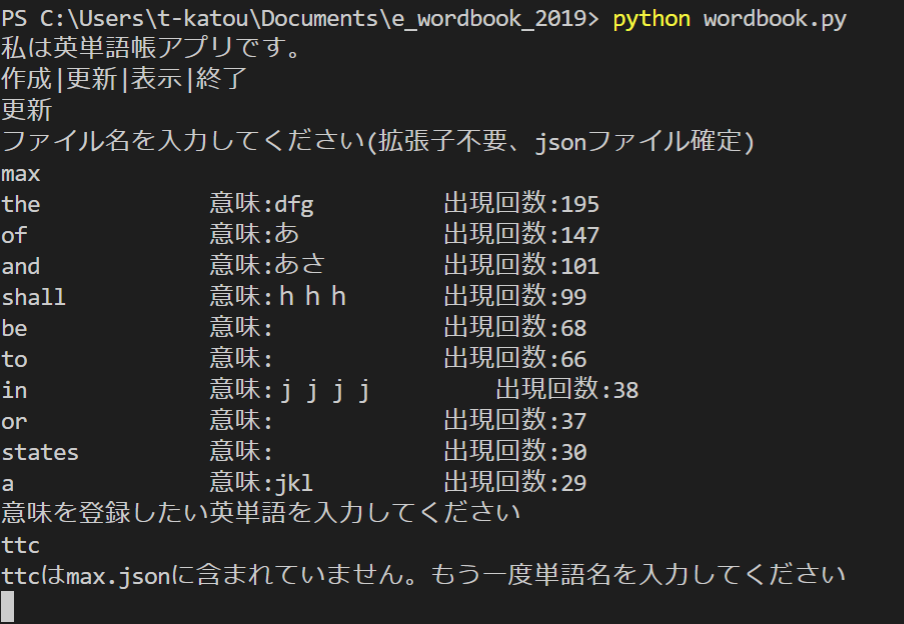 PS C:\Users\t-katou\Documents\e_wordbook_2019> python wordbook.py
私は英単語帳アプリです。
作成|更新|表示|終了
更新
ファイル名を入力してください(拡張子不要、jsonファイル確定)
max
the 意味:dfg 出現回数:195
of 意味:あ 出現回数:147
and 意味:あさ 出現回数:101
shall 意味:ｈｈｈ 出現回数:99
be 意味: 出現回数:68
to 意味: 出現回数:66
in 意味:ｊｊｊｊ 出現回数:38
or 意味: 出現回数:37
states 意味: 出現回数:30
a 意味:jkl 出現回数:29
意味を登録したい英単語を入力してください
ttc
ttcはmax.jsonに含まれていません。もう一度単語名を入力してください